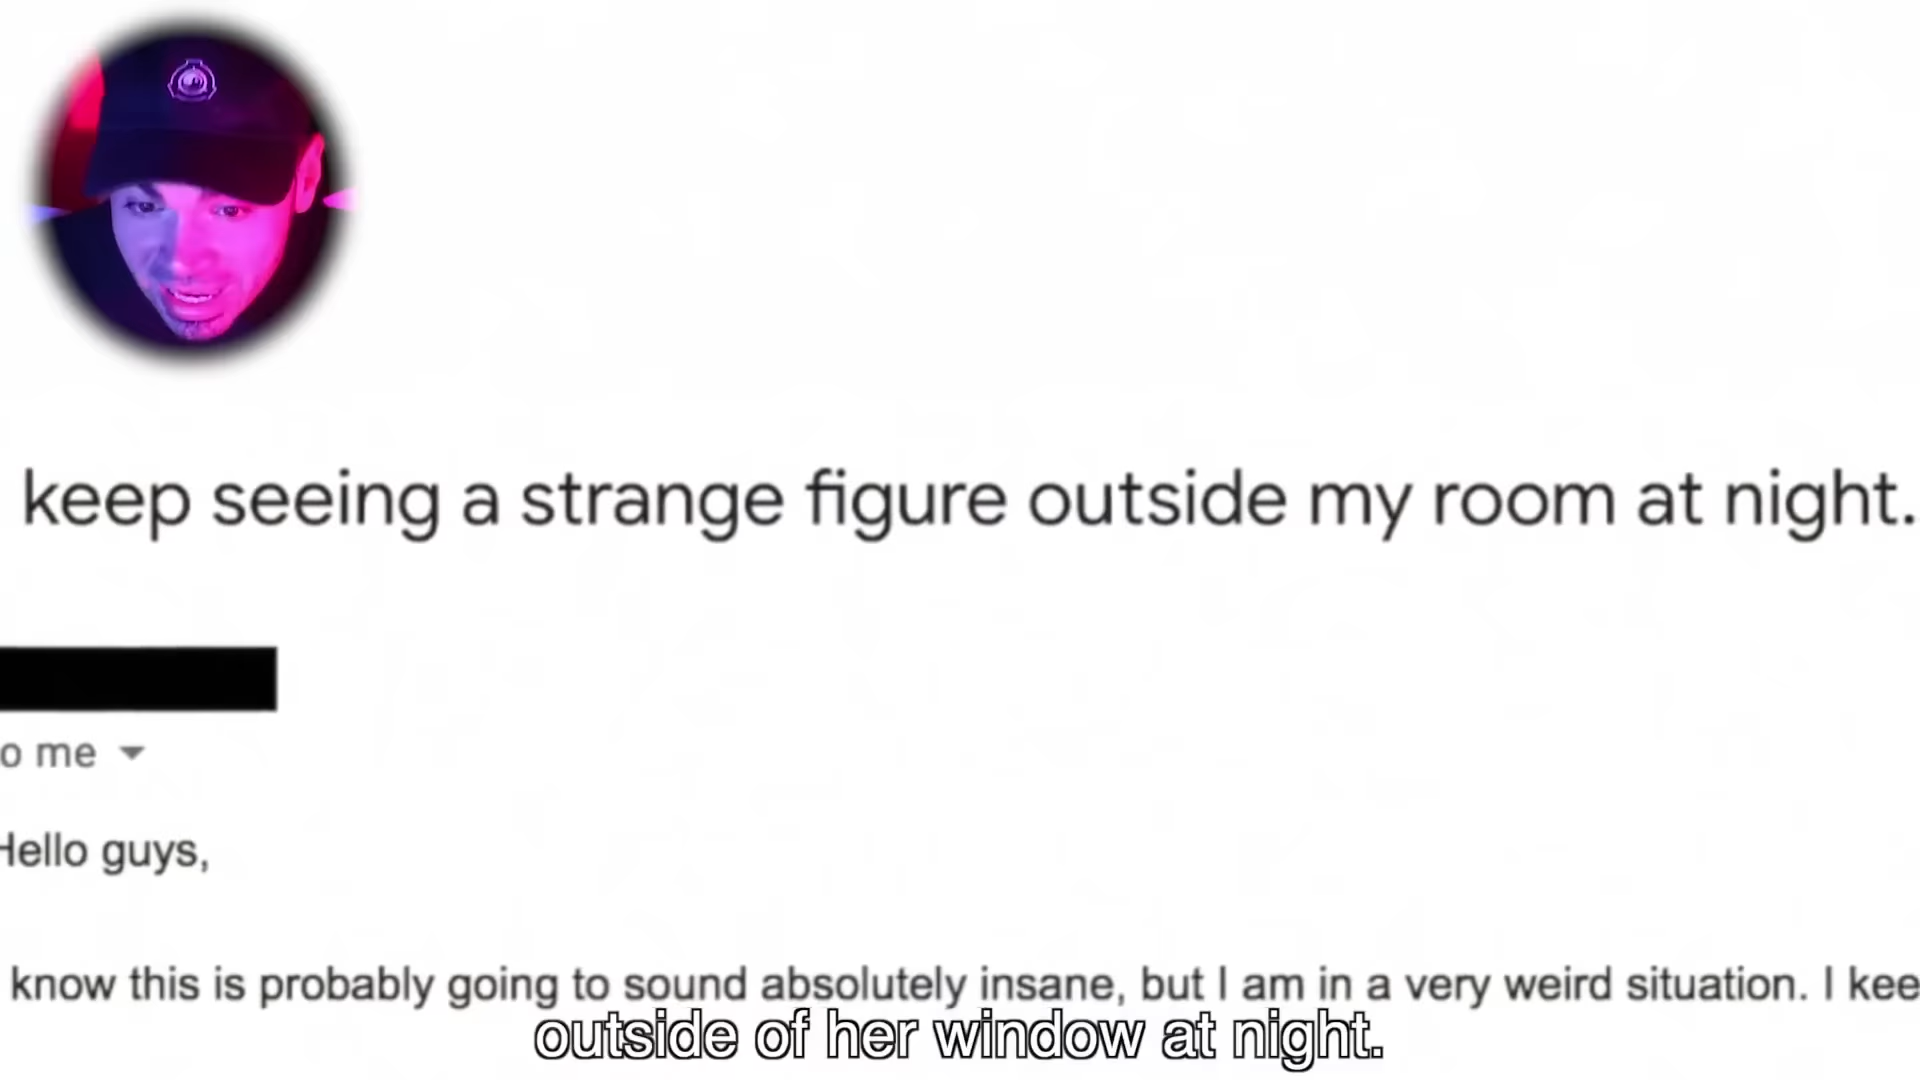 keep seeing a strange figure outside my room at night.
o me
Hello guys,
know this is probably going to sound absolutely insane, but I am in a very weird situation. I kee
outside of her window at night.